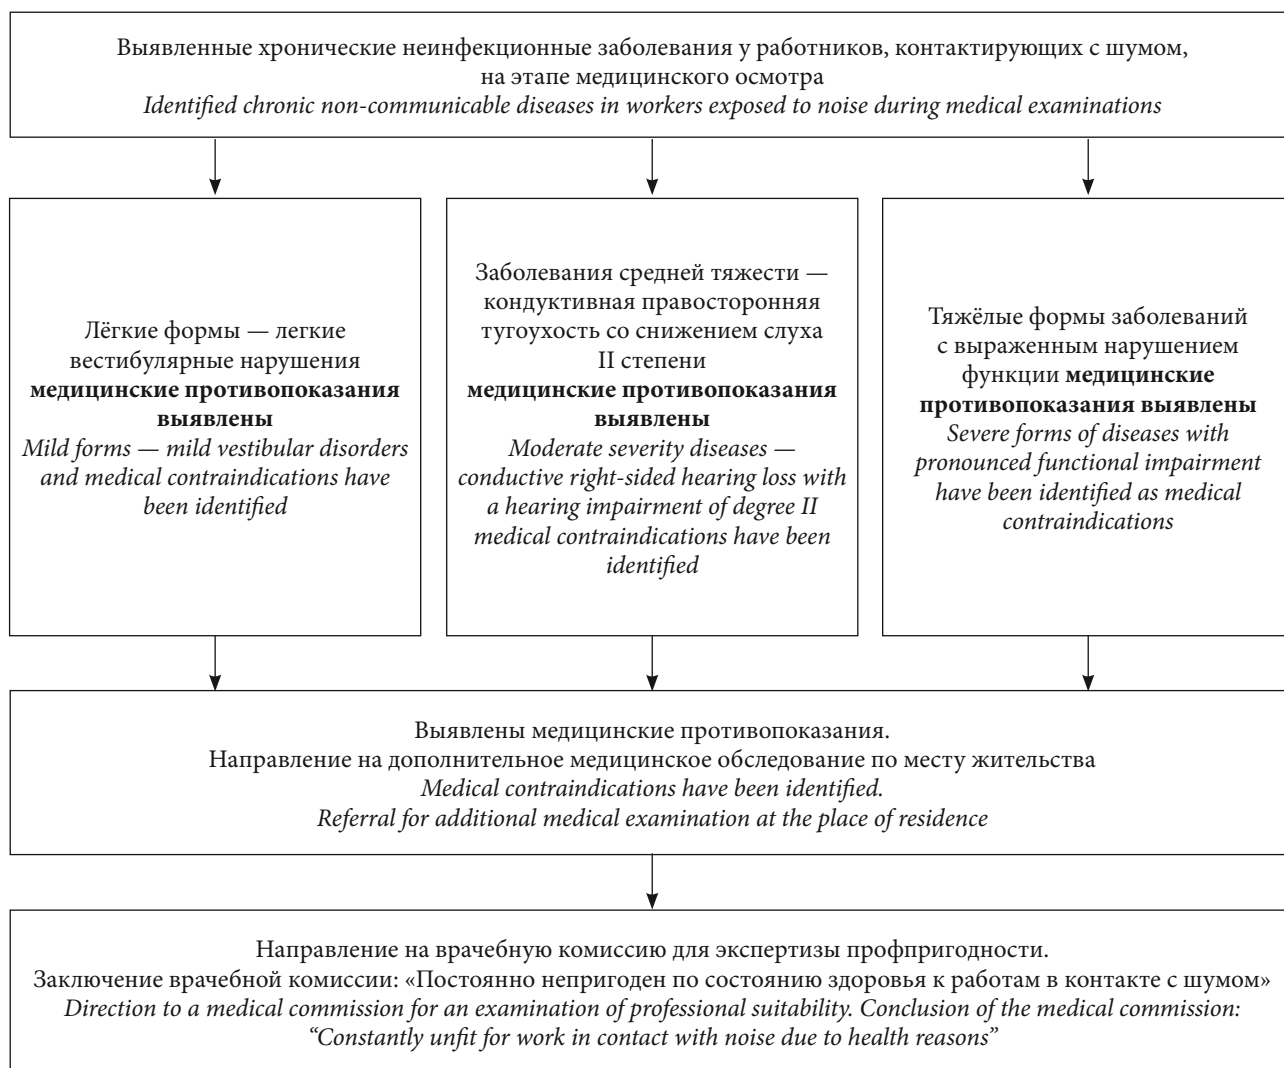 Выявленные хронические неинфекционные заболевания у работников, контактирующих с шумом,
на этапе медицинского осмотра
Identified chronic non-communicable diseases in workers exposed to noise during medical examinations
Лёгкие формы — легкие
вестибулярные нарушения
медицинские противопоказания
выявлены
Mild forms — mild vestibular disorders
and medical contraindications have
been identified
Заболевания средней тяжести —
кондуктивная правосторонняя
тугоухость со снижением слуха
II степени
медицинские противопоказания
выявлены
Moderate severity diseases —
conductive right-sided hearing loss with
a hearing impairment of degree II
medical contraindications have been
identified
Тяжёлые формы заболеваний
с выраженным нарушением
функции медицинские
противопоказания выявлены
Severe forms of diseases with
pronounced functional impairment
have been identified as medical
contraindications
Выявлены медицинские противопоказания.
Направление на дополнительное медицинское обследование по месту жительства
Medical contraindications have been identified.
Referral for additional medical examination at the place of residence
Направление на врачебную комиссию для экспертизы профпригодности.
Заключение врачебной комиссии: «Постоянно непригоден по состоянию здоровья к работам в контакте с шумом»
Direction to a medical commission for an examination of professional suitability. Conclusion of the medical commission:
“Constantly unfit for work in contact with noise due to health reasons”